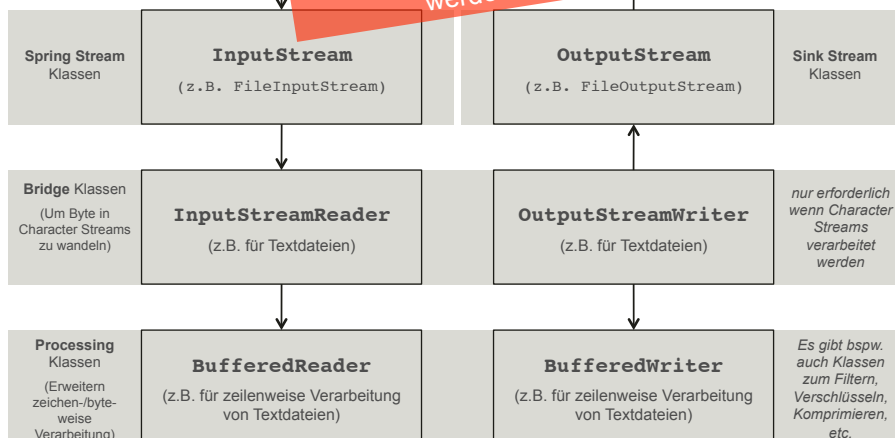 Spring Stream
Klassen
InputStream
(z.B. FileInputStream)
OutputStream
(z.B. FileOutputStream)
Sink Stream
Klassen
Bridge Klassen
(Um Byte in
Character Streams
zu wandeln)
InputStreamReader
(z.B. für Textdateien)
OutputStreamWriter
(z.B. für Textdateien)
nur erforderlich
wenn Character
Streams
verarbeitet
werden
Processing
Klassen
(Erweitern
zeichen-/byte-
weise
Verarbeitung)
BufferedReader
(z.B. für zeilenweise Verarbeitung
von Textdateien)
BufferedWriter
(z.B. für zeilenweise Verarbeitung
von Textdateien)
Es gibt bspw.
auch Klassen
zum Filtern,
Verschlüsseln,
Komprimieren,
etc.